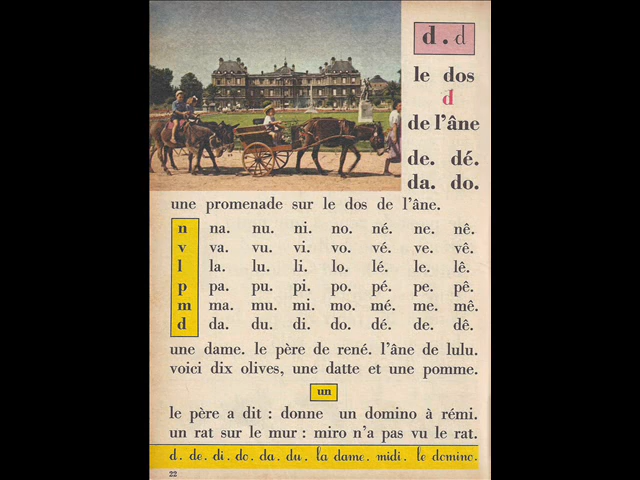 d . d
le dos
d
de l'âne
de. dé.
da. do.
une promenade sur le dos de l'âne.
n na. nu. ni. no. né. ne. nê.
v va. vu. vi. vo. vé. ve. vê.
l la. lu. li. lo. lé. le. lê.
p pa. pu. pi. po. pé. pe. pê.
m ma. mu. mi. mo. mé. me. mê.
d da. du. di. do. dé. de. dê.
une dame. le père de rené. l'âne de lulu.
voici dix olives, une datte et une pomme.
un
le père a dit : donne un domino à rémi.
un rat sur le mur : miro n'a pas vu le rat.
d. de. di. do. da. du. la dame. midi. le domino.
22